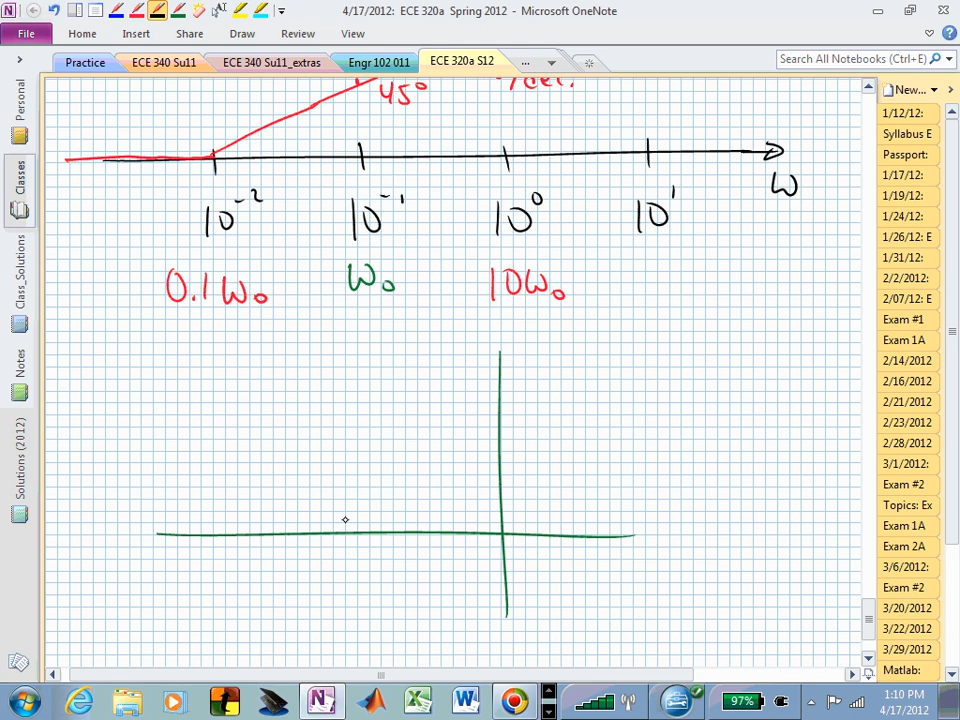 4/17/2012: ECE 320a Spring 2012 - Microsoft OneNote
File Home Insert Share Draw Review View
Practice ECE 340 Su11 ECE 340 Su11_extras Engr 102 011 ECE 320a S12 ...
Search All Notebooks (Ctrl+E)
Personal
Classes
Class_Solutions
Notes
Solutions (2012)
45°
10⁻² 10⁻¹ 10⁰ 10¹ ω
0.1ω₀ ω₀ 10ω₀
New...
1/12/12:
Syllabus E
Passport:
1/17/12:
1/19/12:
1/24/12:
1/26/12: E
1/31/12:
2/2/2012:
2/07/12: E
Exam #1
Exam 1A
2/14/2012
2/16/2012
2/21/2012
2/23/2012
2/28/2012
3/1/2012:
Exam #2
Topics: Ex
Exam 1A
Exam 2A
3/6/2012:
Exam #2
3/20/2012
3/22/2012
3/29/2012
Matlab:
97%
1:10 PM
4/17/2012